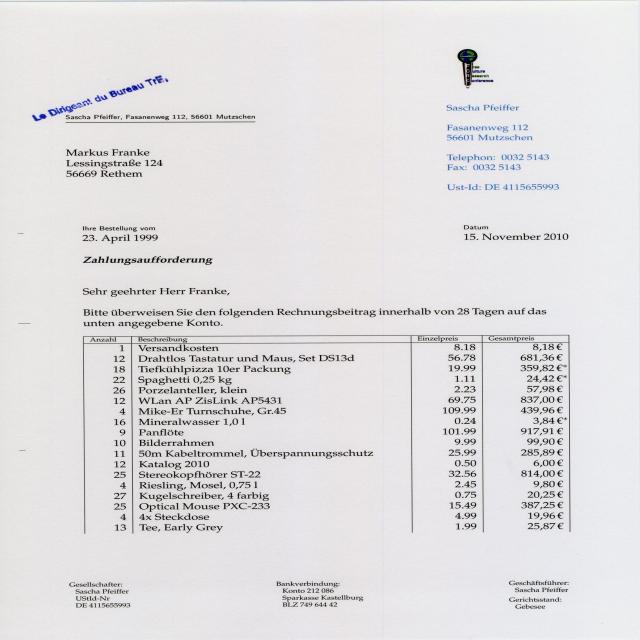 Free
Culture
Research
Conference
Le Dirigeant du Bureau TrE,
Sascha Pfeiffer, Fasanenweg 112, 56601 Mutzschen
Sascha Pfeiffer
Fasanenweg 112
56601 Mutzschen
Telephon: 0032 5143
Fax: 0032 5143
Ust-Id: DE 4115655993
Markus Franke
Lessingstraße 124
56669 Rethem
Ihre Bestellung vom
23. April 1999
Datum
15. November 2010
Zahlungsaufforderung
Sehr geehrter Herr Franke,
Bitte überweisen Sie den folgenden Rechnungsbeitrag innerhalb von 28 Tagen auf das
unten angegebene Konto.
Anzahl Beschreibung Einzelpreis Gesamtpreis
1 Versandkosten 8.18 8,18 €
12 Drahtlos Tastatur und Maus, Set DS13d 56.78 681,36 €
18 Tiefkühlpizza 10er Packung 19.99 359,82 €*
22 Spaghetti 0,25 kg 1.11 24,42 €*
26 Porzelanteller, klein 2.23 57,98 €
12 WLan AP ZisLink AP5431 69.75 837,00 €
4 Mike-Er Turnschuhe, Gr.45 109.99 439,96 €
16 Mineralwasser 1,0 l 0.24 3,84 €*
9 Panflöte 101.99 917,91 €
10 Bilderrahmen 9.99 99,90 €
11 50m Kabeltrommel, Überspannungsschutz 25.99 285,89 €
12 Katalog 2010 0.50 6,00 €
25 Stereokopfhörer ST-22 32.56 814,00 €
4 Riesling, Mosel, 0,75 l 2.45 9,80 €
27 Kugelschreiber, 4 farbig 0.75 20,25 €
25 Optical Mouse PXC-233 15.49 387,25 €
4 4x Steckdose 4.99 19,96 €
13 Tee, Early Grey 1.99 25,87 €
Gesellschafter:
Sascha Pfeiffer
UStId-Nr
DE 4115655993
Bankverbindung:
Konto 212 086
Sparkasse Kastellburg
BLZ 749 644 42
Geschäftsführer:
Sascha Pfeiffer
Gerichtsstand:
Gebesee